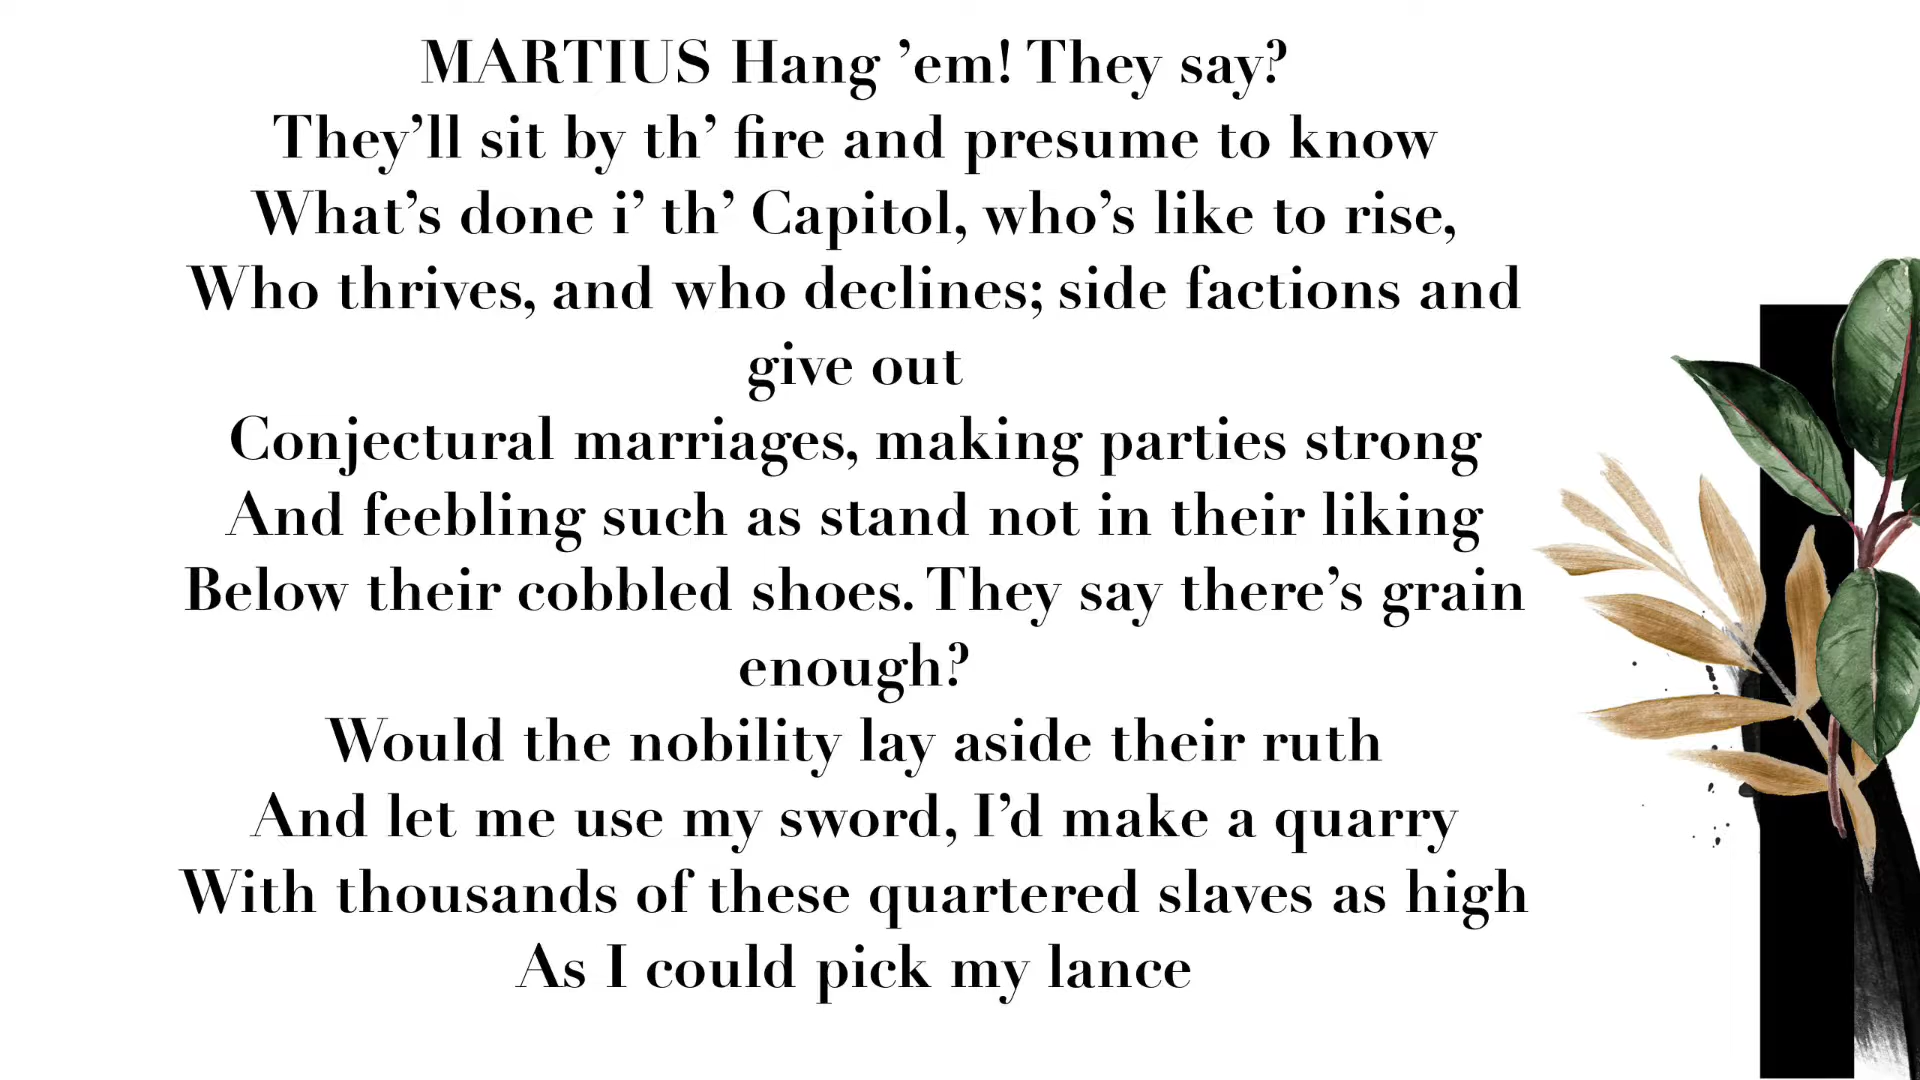 MARTIUS Hang ’em! They say?
They’ll sit by th’ fire and presume to know
What’s done i’ th’ Capitol, who’s like to rise,
Who thrives, and who declines; side factions and
give out
Conjectural marriages, making parties strong
And feebling such as stand not in their liking
Below their cobbled shoes. They say there’s grain
enough?
Would the nobility lay aside their ruth
And let me use my sword, I’d make a quarry
With thousands of these quartered slaves as high
As I could pick my lance